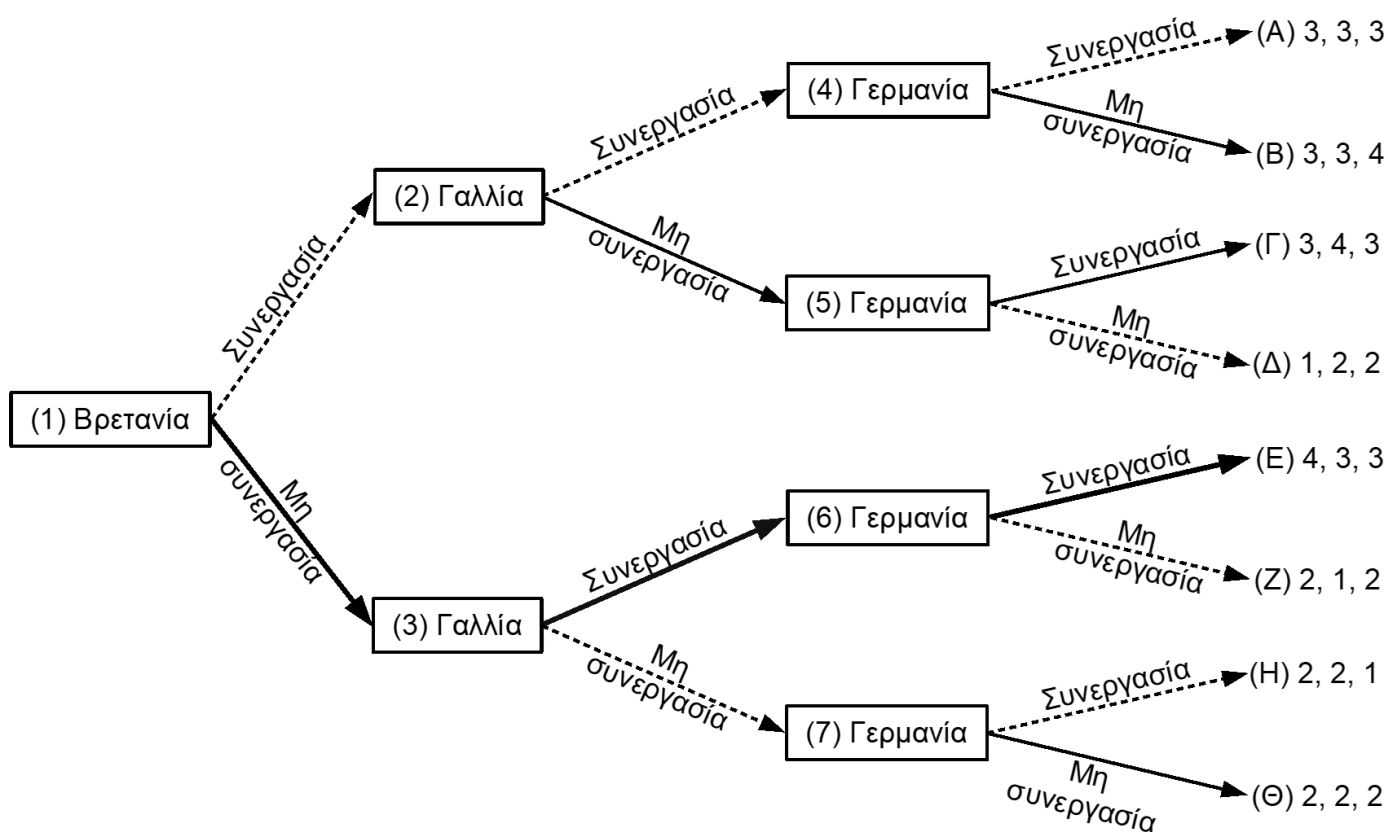 (1) Βρετανία
Συνεργασία
Μη
συνεργασία
(2) Γαλλία
Συνεργασία
Μη
συνεργασία
(3) Γαλλία
Συνεργασία
Μη
συνεργασία
(4) Γερμανία
Συνεργασία
(Α) 3, 3, 3
Μη
συνεργασία
(Β) 3, 3, 4
(5) Γερμανία
Συνεργασία
(Γ) 3, 4, 3
Μη
συνεργασία
(Δ) 1, 2, 2
(6) Γερμανία
Συνεργασία
(Ε) 4, 3, 3
Μη
συνεργασία
(Ζ) 2, 1, 2
(7) Γερμανία
Συνεργασία
(Η) 2, 2, 1
Μη
συνεργασία
(Θ) 2, 2, 2